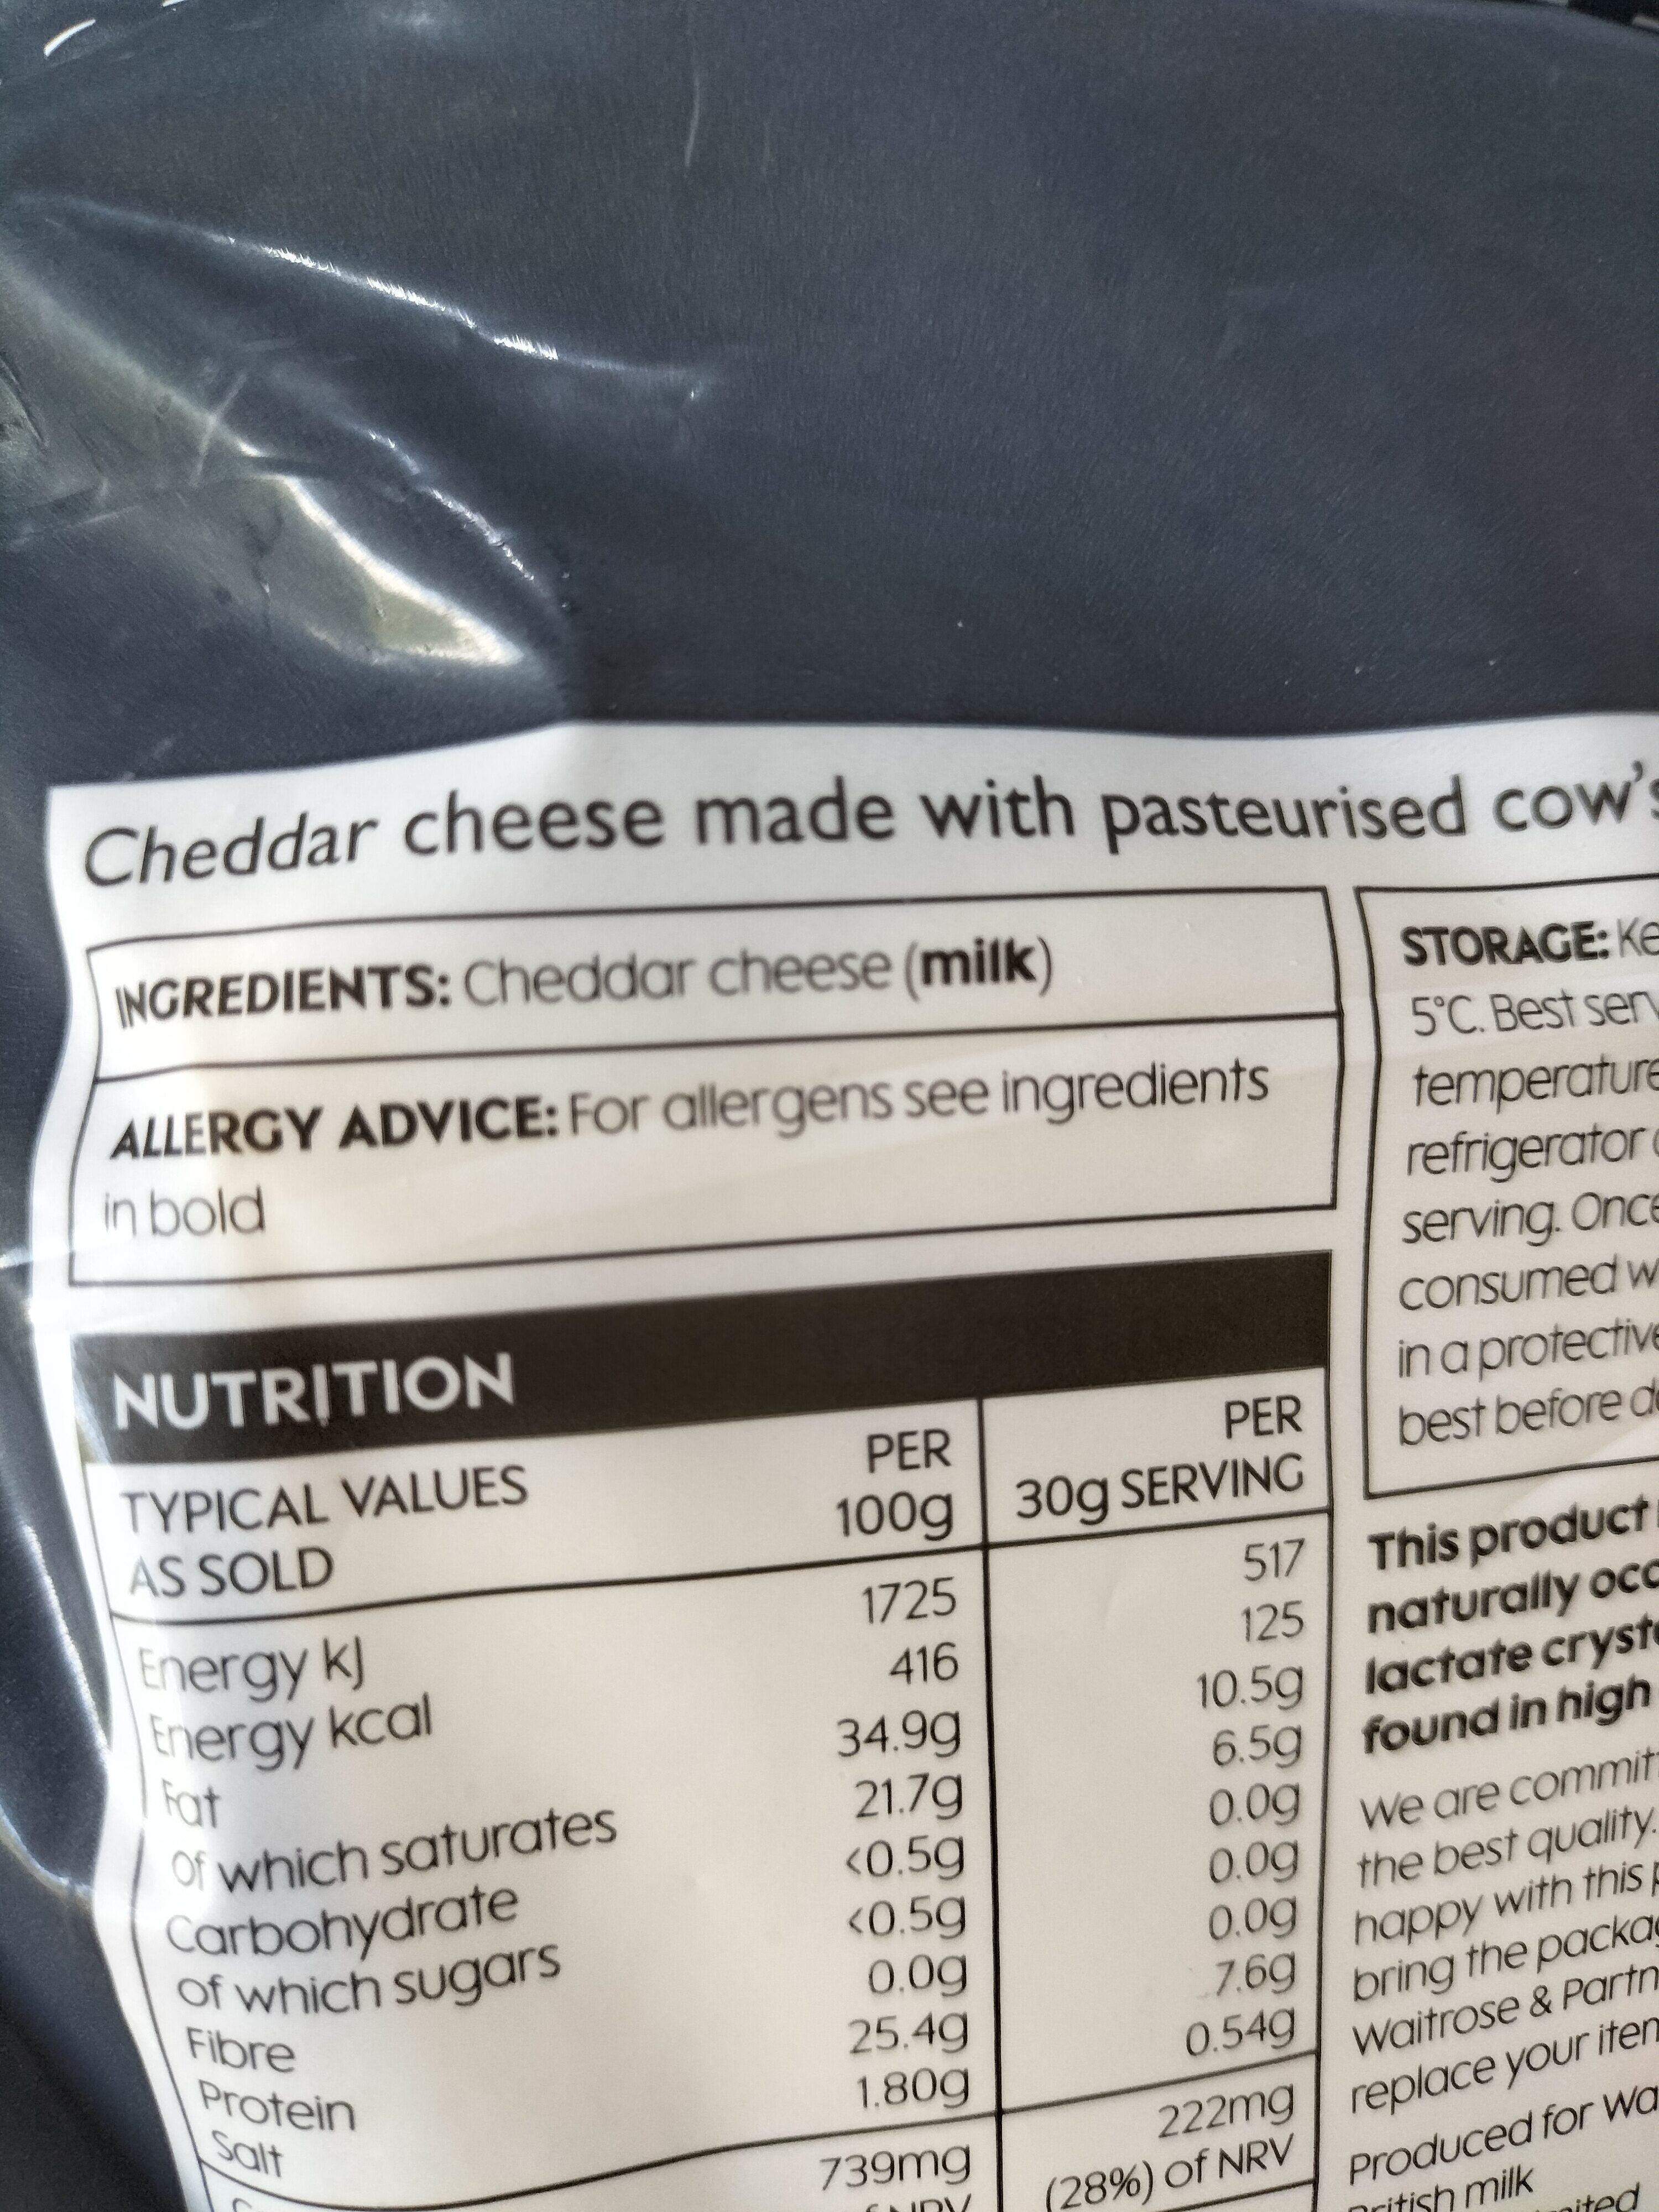 Cheddar cheese made with pasteurised cow's
INGREDIENTS: Cheddar cheese (milk)
ALLERGY ADVICE: For allergens see ingredients
in bold
NUTRITION
TYPICAL VALUES
AS SOLD
PER
100g
PER
30g SERVING
Energy kJ 1725 517
Energy kcal 416 125
Fat 34.9g 10.5g
of which saturates 21.7g 6.5g
Carbohydrate <0.5g 0.0g
of which sugars <0.5g 0.0g
Fibre 0.0g 0.0g
Protein 25.4g 7.6g
Salt 1.80g 0.54g
739mg 222mg
(28%) of NRV
STORAGE:
5°C. Best
temperature
refrigerator
serving. Once
consumed
in a protective
best before
This product
naturally
lactate
found in high
We are
the best quality.
happy with this
bring the
Waitrose &
replace your
Produced for
British milk